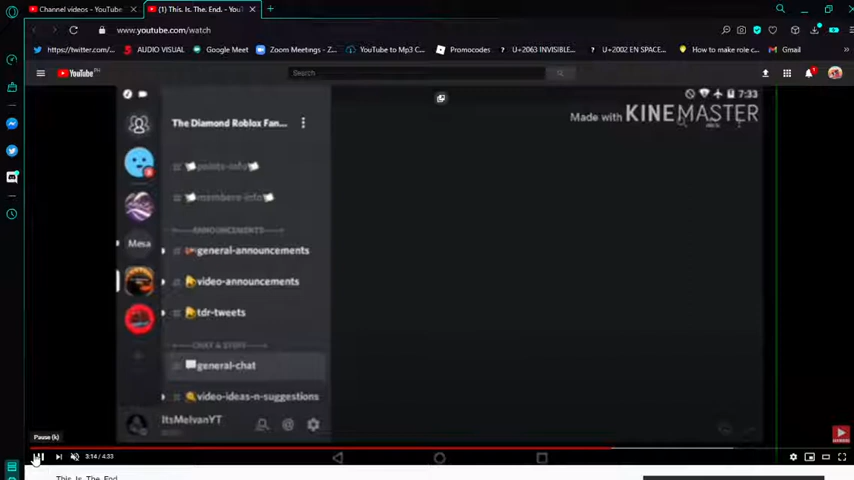 Channel videos - YouTube
(1) This. Is. The. End. - You
www.youtube.com/watch
https://twitter.com/
AUDIO VISUAL
Google Meet
Zoom Meetings - Z...
YouTube to Mp3 C...
Promocodes
U+2063 INVISIBLE...
U+2002 EN SPACE...
How to make role c...
Gmail
YouTube
Search
7:33
Made with KINEMASTER
The Diamond Roblox Fan...
points-info
members-info
ANNOUNCEMENTS
general-announcements
Mesa
video-announcements
tdr-tweets
CHAT & STUFF
general-chat
video-ideas-n-suggestions
ItsMeIvanYT
Pause (k)
3:14 / 4:33
This. Is. The. End.